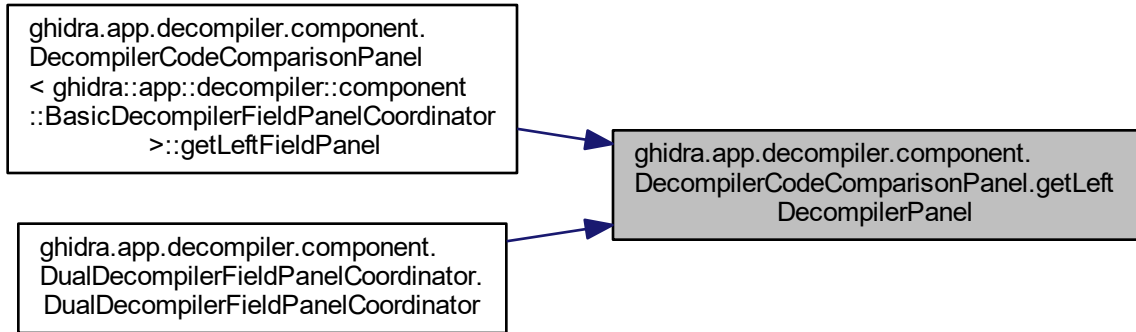 ghidra.app.decompiler.component.
DecompilerCodeComparisonPanel
< ghidra::app::decompiler::component
::BasicDecompilerFieldPanelCoordinator
>::getLeftFieldPanel
ghidra.app.decompiler.component.
DecompilerCodeComparisonPanel.getLeft
DecompilerPanel
ghidra.app.decompiler.component.
DualDecompilerFieldPanelCoordinator.
DualDecompilerFieldPanelCoordinator